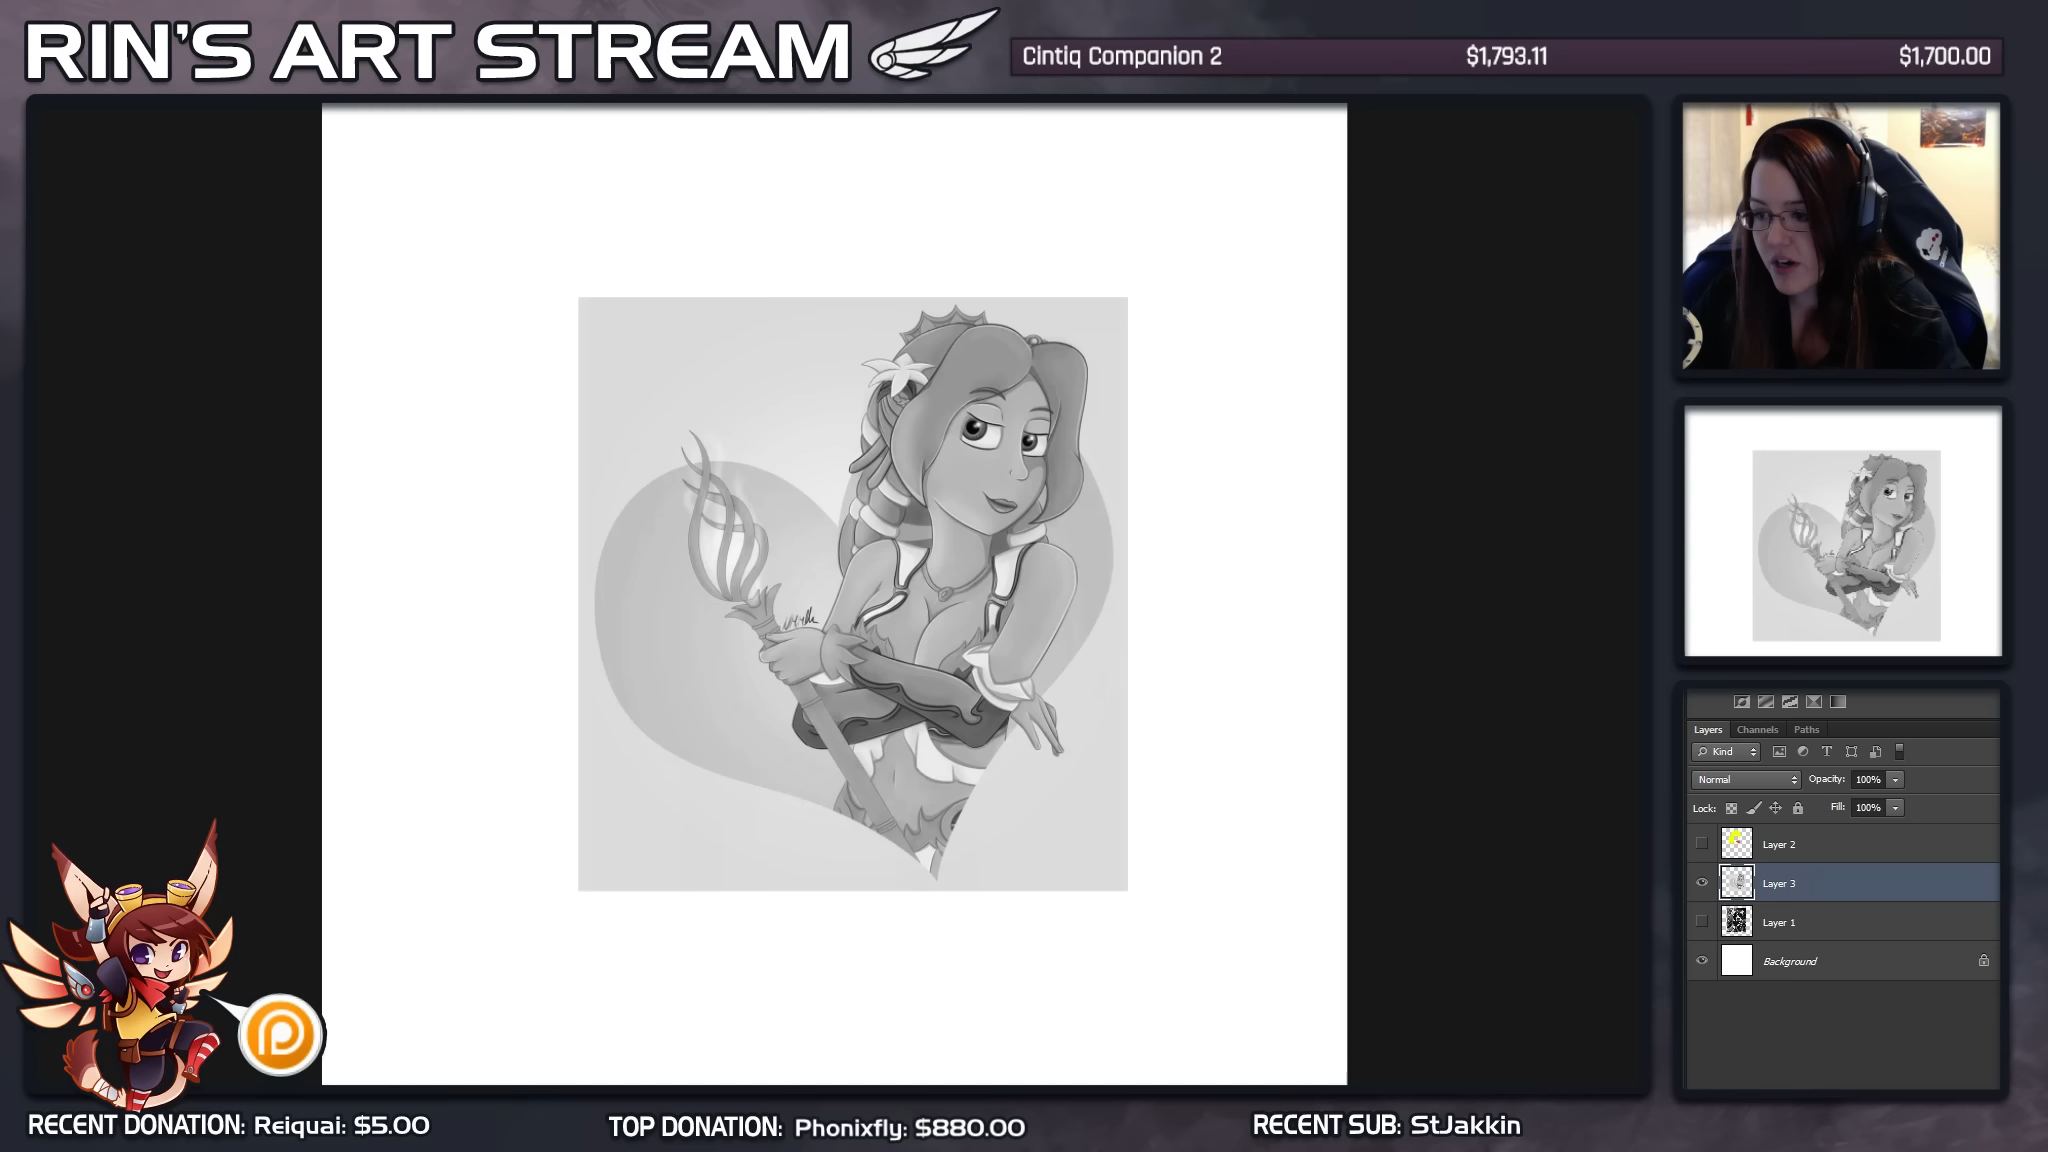 RIN'S ART STREAM
Cintiq Companion 2 $1,793.11 $1,700.00
Layers Channels Paths
Kind
Normal Opacity: 100%
Lock: Fill: 100%
Layer 2
Layer 3
Layer 1
Background
RECENT DONATION: Reiquai: $5.00
TOP DONATION: Phonixfly: $880.00
RECENT SUB: StJakkin